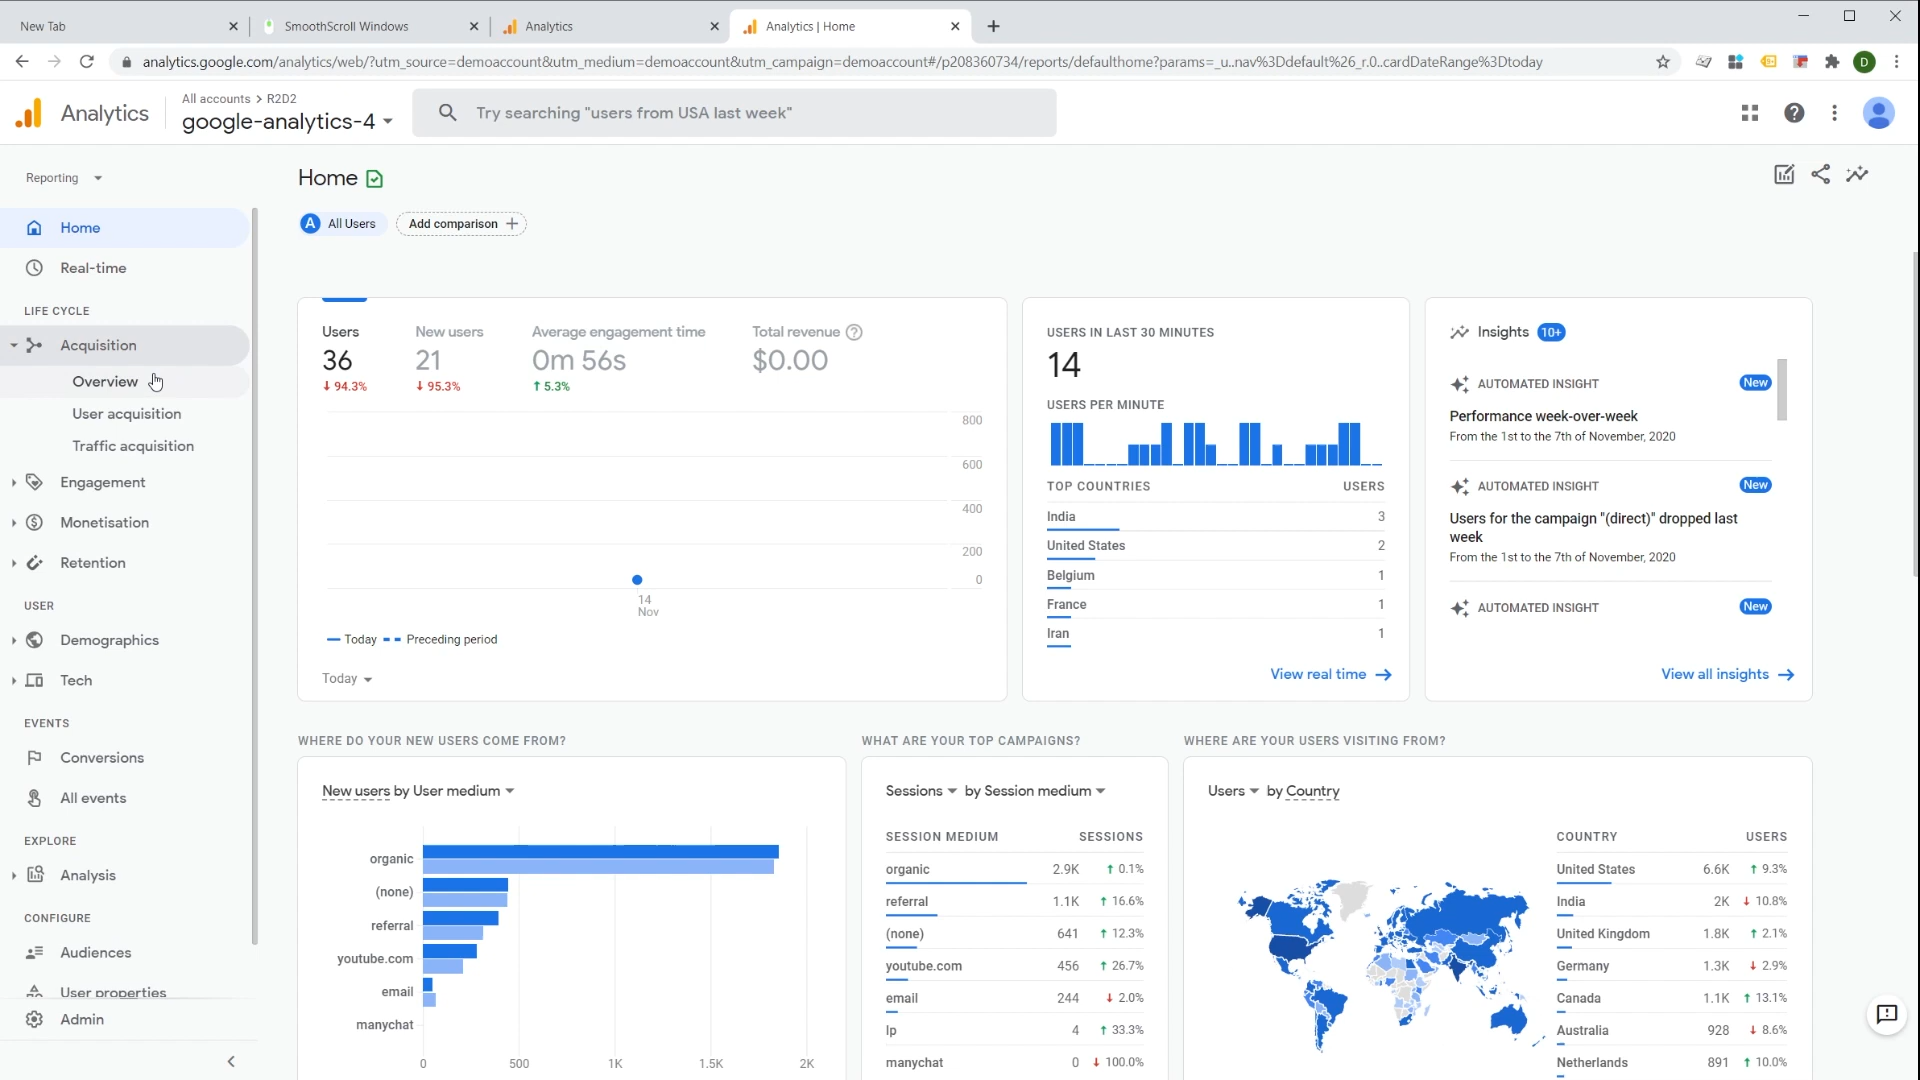 New Tab
SmoothScroll Windows
Analytics
Analytics | Home
analytics.google.com/analytics/web/?utm_source=demoaccount&utm_medium=demoaccount&utm_campaign=demoaccount#/p208360734/reports/defaulthome?params=_u..nav%3Ddefault%26_r.0..cardDateRange%3Dtoday
D
Analytics
All accounts > R2D2
google-analytics-4
Try searching "users from USA last week"
Reporting
Home
Real-time
LIFE CYCLE
Acquisition
Overview
User acquisition
Traffic acquisition
Engagement
Monetisation
Retention
USER
Demographics
Tech
EVENTS
Conversions
All events
EXPLORE
Analysis
CONFIGURE
Audiences
User properties
Admin
Home
A All Users
Add comparison +
Users
36
94.3%
New users
21
95.3%
Average engagement time
0m 56s
5.3%
Total revenue
$0.00
800
600
400
200
0
14
Nov
Today
Preceding period
Today
USERS IN LAST 30 MINUTES
14
USERS PER MINUTE
TOP COUNTRIES USERS
India 3
United States 2
Belgium 1
France 1
Iran 1
View real time
Insights 10+
AUTOMATED INSIGHT New
Performance week-over-week
From the 1st to the 7th of November, 2020
AUTOMATED INSIGHT New
Users for the campaign "(direct)" dropped last
week
From the 1st to the 7th of November, 2020
AUTOMATED INSIGHT New
View all insights
WHERE DO YOUR NEW USERS COME FROM?
New users by User medium
organic
(none)
referral
youtube.com
email
manychat
0 500 1K 1.5K 2K
WHAT ARE YOUR TOP CAMPAIGNS?
Sessions by Session medium
SESSION MEDIUM SESSIONS
organic 2.9K 0.1%
referral 1.1K 16.6%
(none) 641 12.3%
youtube.com 456 26.7%
email 244 2.0%
lp 4 33.3%
manychat 0 100.0%
WHERE ARE YOUR USERS VISITING FROM?
Users by Country
COUNTRY USERS
United States 6.6K 9.3%
India 2K 10.8%
United Kingdom 1.8K 2.1%
Germany 1.3K 2.9%
Canada 1.1K 13.1%
Australia 928 8.6%
Netherlands 891 10.0%